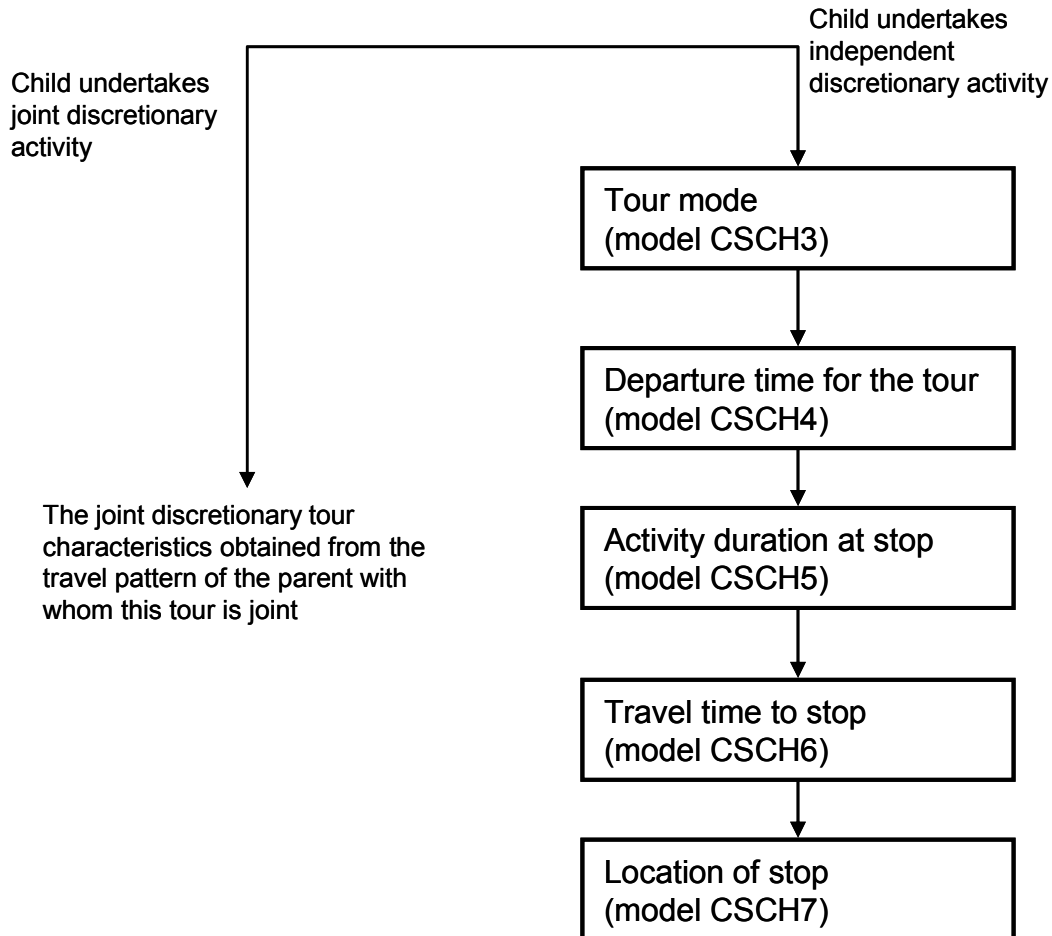 Child undertakes
independent
discretionary activity
Child undertakes
joint discretionary
activity
Tour mode
(model CSCH3)
Departure time for the tour
(model CSCH4)
The joint discretionary tour
characteristics obtained from the
travel pattern of the parent with
whom this tour is joint
Activity duration at stop
(model CSCH5)
Travel time to stop
(model CSCH6)
Location of stop
(model CSCH7)